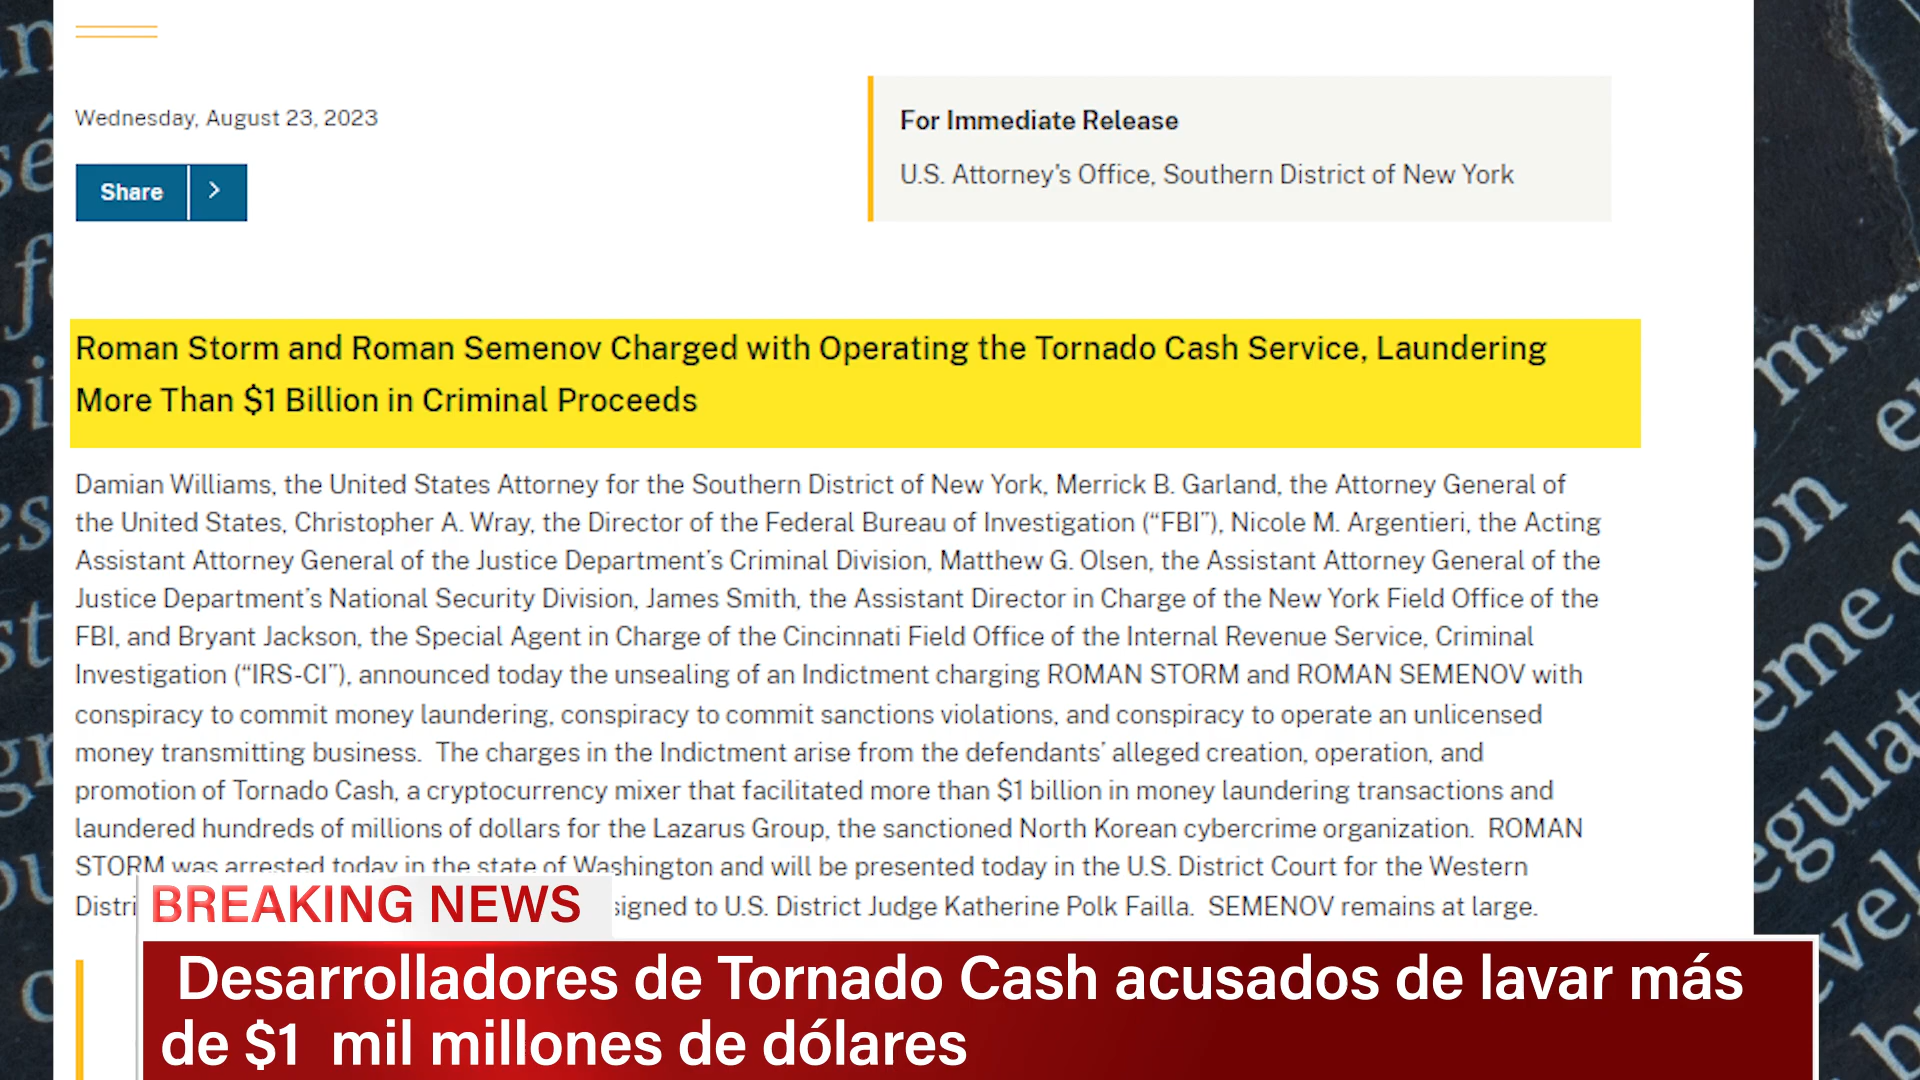 Wednesday, August 23, 2023
Share
For Immediate Release
U.S. Attorney's Office, Southern District of New York
Roman Storm and Roman Semenov Charged with Operating the Tornado Cash Service, Laundering
More Than $1 Billion in Criminal Proceeds
Damian Williams, the United States Attorney for the Southern District of New York, Merrick B. Garland, the Attorney General of
the United States, Christopher A. Wray, the Director of the Federal Bureau of Investigation (“FBI”), Nicole M. Argentieri, the Acting
Assistant Attorney General of the Justice Department’s Criminal Division, Matthew G. Olsen, the Assistant Attorney General of the
Justice Department’s National Security Division, James Smith, the Assistant Director in Charge of the New York Field Office of the
FBI, and Bryant Jackson, the Special Agent in Charge of the Cincinnati Field Office of the Internal Revenue Service, Criminal
Investigation (“IRS-CI”), announced today the unsealing of an Indictment charging ROMAN STORM and ROMAN SEMENOV with
conspiracy to commit money laundering, conspiracy to commit sanctions violations, and conspiracy to operate an unlicensed
money transmitting business.  The charges in the Indictment arise from the defendants’ alleged creation, operation, and
promotion of Tornado Cash, a cryptocurrency mixer that facilitated more than $1 billion in money laundering transactions and
laundered hundreds of millions of dollars for the Lazarus Group, the sanctioned North Korean cybercrime organization.  ROMAN
STORM was arrested today in the state of Washington and will be presented today in the U.S. District Court for the Western
Distri signed to U.S. District Judge Katherine Polk Failla.  SEMENOV remains at large.
BREAKING NEWS
Desarrolladores de Tornado Cash acusados de lavar más
de $1 mil millones de dólares